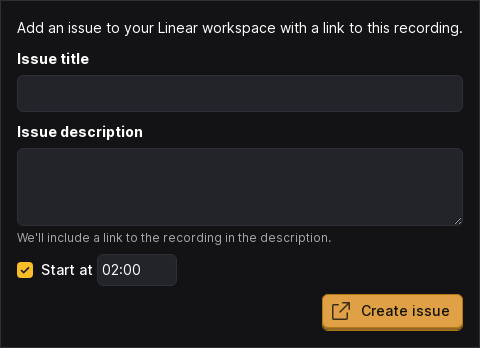 Add an issue to your Linear workspace with a link to this recording.
Issue title
Issue description
We'll include a link to the recording in the description.
Start at 02:00
Create issue